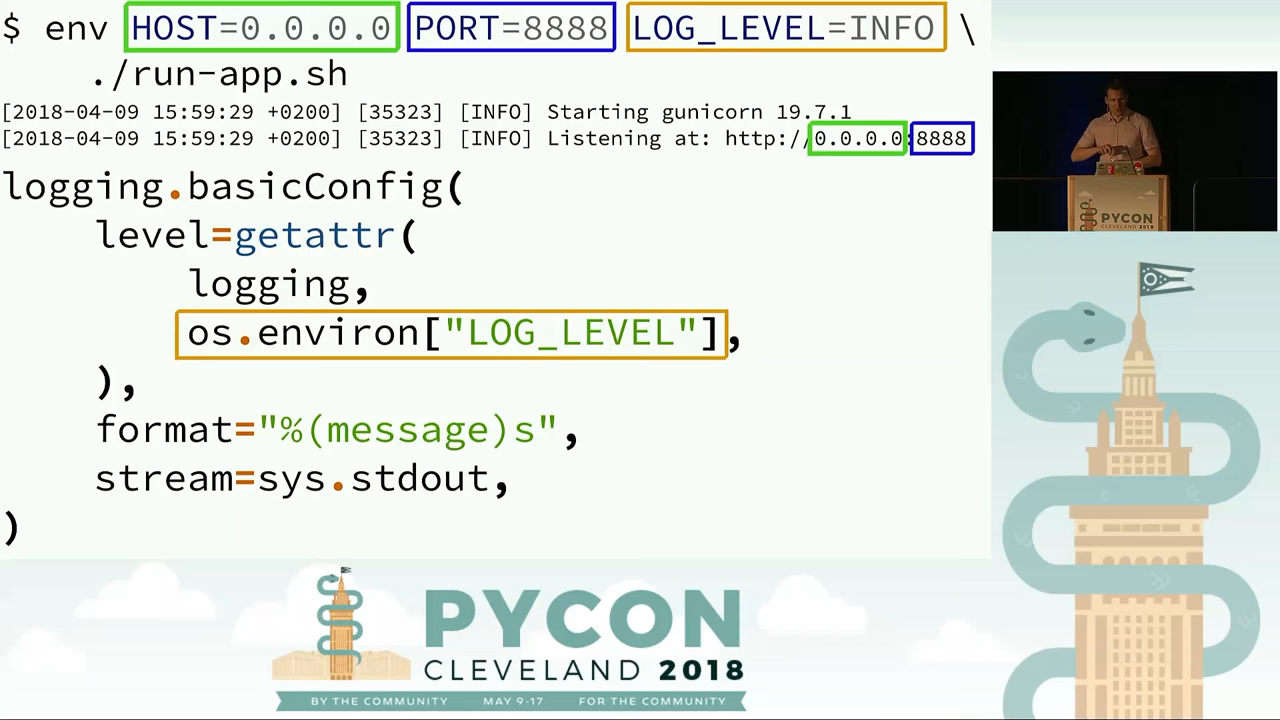 $ env HOST=0.0.0.0 PORT=8888 LOG_LEVEL=INFO \
./run-app.sh
[2018-04-09 15:59:29 +0200] [35323] [INFO] Starting gunicorn 19.7.1
[2018-04-09 15:59:29 +0200] [35323] [INFO] Listening at: http://0.0.0.0:8888
logging.basicConfig(
level=getattr(
logging,
os.environ["LOG_LEVEL"],
),
format="%(message)s",
stream=sys.stdout,
)
PYCON
CLEVELAND 2018
PYCON
CLEVELAND 2018
BY THE COMMUNITY MAY 9-17 FOR THE COMMUNITY